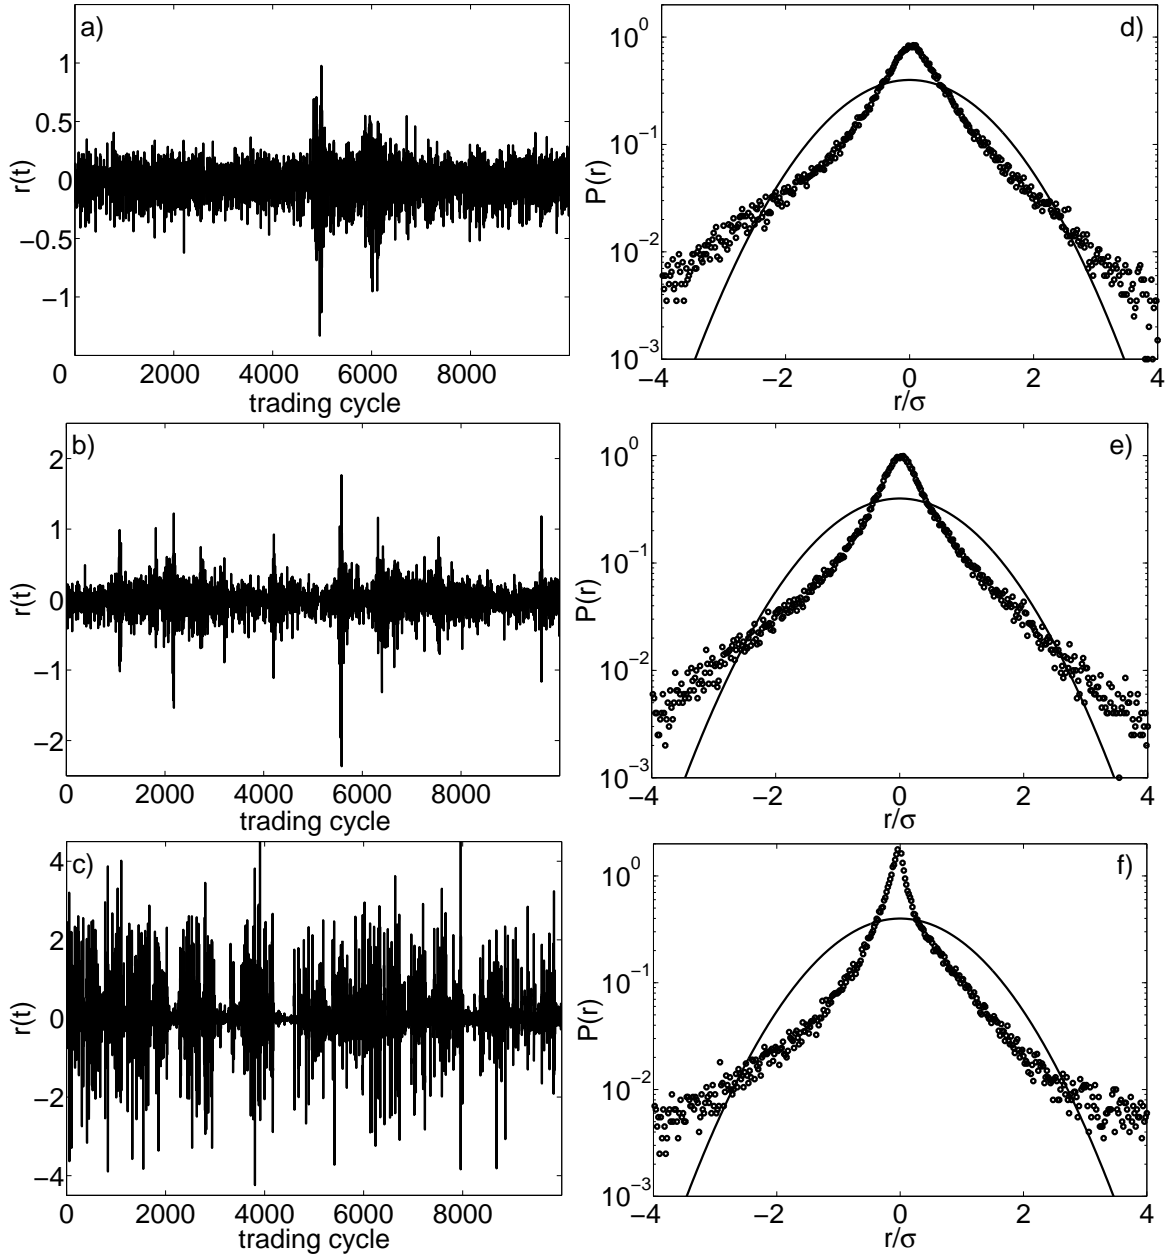 a)
r(t)
1
0.5
0
−0.5
−1
0 2000 4000 6000 8000
trading cycle
d)
P(r)
10^0
10^-1
10^-2
10^-3
−4 −2 0 2 4
r/σ
b)
r(t)
2
1
0
−1
−2
0 2000 4000 6000 8000
trading cycle
e)
P(r)
10^0
10^-1
10^-2
10^-3
−4 −2 0 2 4
r/σ
c)
r(t)
4
2
0
−2
−4
0 2000 4000 6000 8000
trading cycle
f)
P(r)
10^0
10^-1
10^-2
10^-3
−4 −2 0 2 4
r/σ